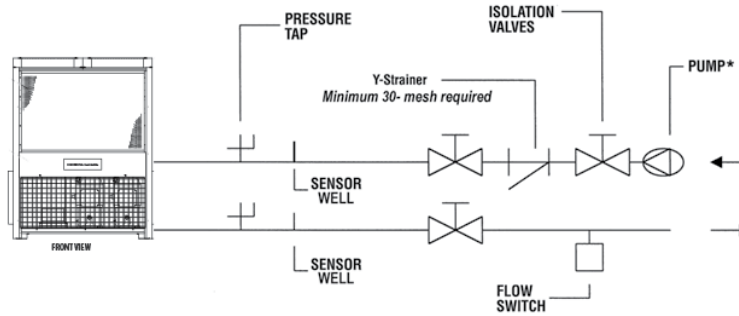 PRESSURE
TAP
ISOLATION
VALVES
Y-Strainer
Minimum 30- mesh required
PUMP*
SENSOR
WELL
FRONT VIEW
SENSOR
WELL
FLOW
SWITCH